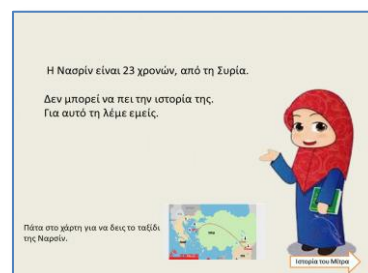 Η Νασρίν είναι 23 χρονών, από τη Συρία.
Δεν μπορεί να πει την ιστορία της.
Για αυτό τη λέμε εμείς.
Πάτα στο χάρτη για να δεις το ταξίδι
της Ναρσίν.
Ιστορία του Μίτρα